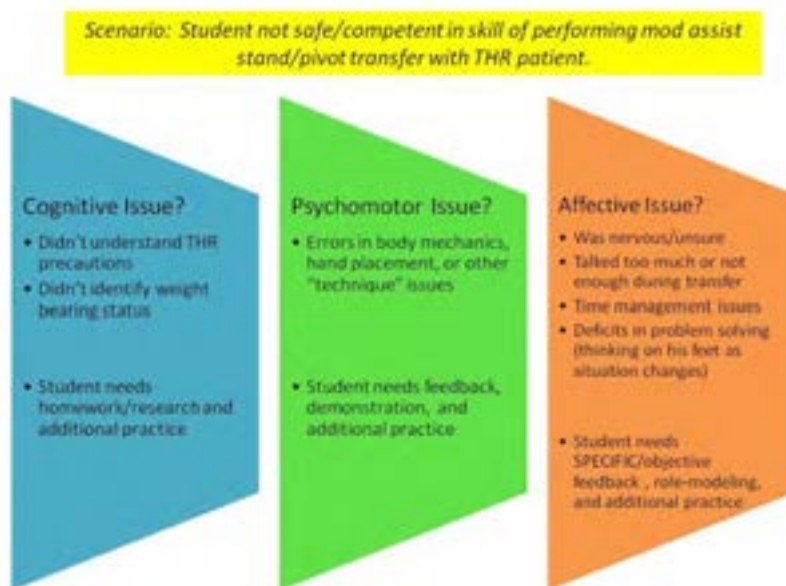 Scenario: Student not safe/competent in skill of performing mod assist
stand/pivot transfer with THR patient.
Cognitive Issue?
• Didn't understand THR
precautions
• Didn't identify weight
bearing status
• Student needs
homework/research and
additional practice
Psychomotor Issue?
• Errors in body mechanics,
hand placement, or other
"technique" issues
• Student needs feedback,
demonstration, and
additional practice
Affective Issue?
• Was nervous/unsure
• Talked too much or not
enough during transfer
• Time management issues
• Deficits in problem solving
(thinking on his feet as
situation changes)
• Student needs
SPECIFIC/objective
feedback , role-modeling,
and additional practice